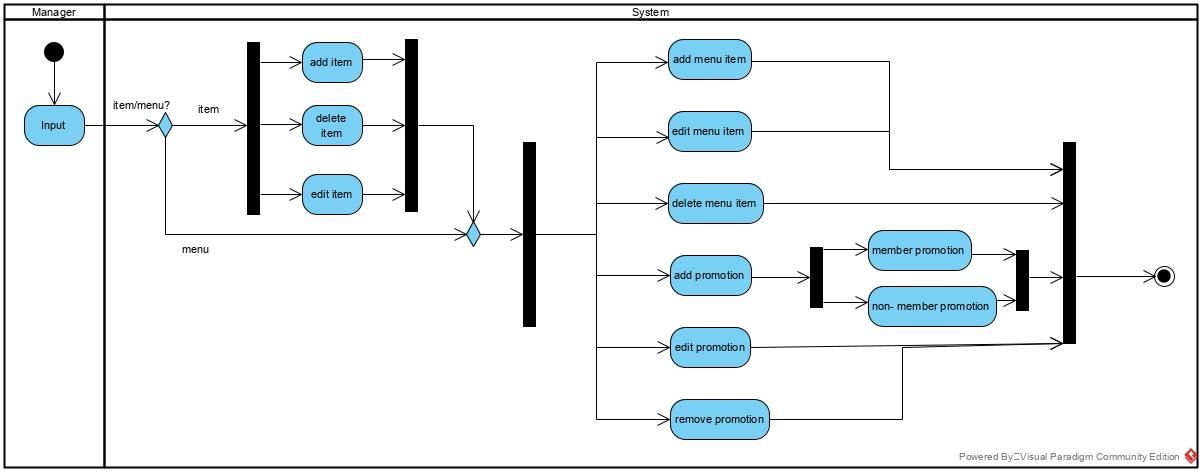 Manager
System
Input
item/menu?
item
menu
add item
delete
item
edit item
add menu item
edit menu item
delete menu item
add promotion
member promotion
non- member promotion
edit promotion
remove promotion
Powered By Visual Paradigm Community Edition